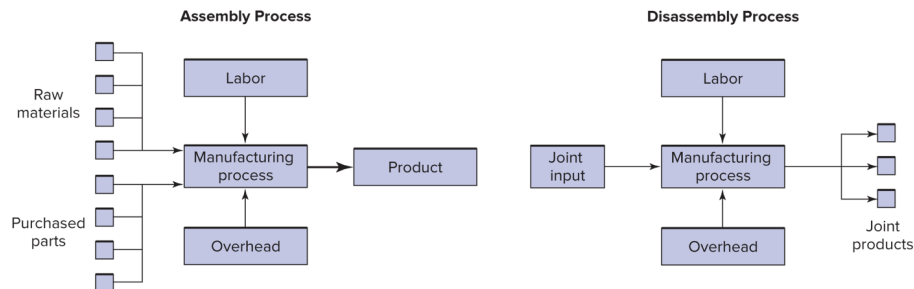 Assembly Process
Raw
materials
Purchased
parts
Labor
Manufacturing
process
Overhead
Product
Disassembly Process
Joint
input
Labor
Manufacturing
process
Overhead
Joint
products